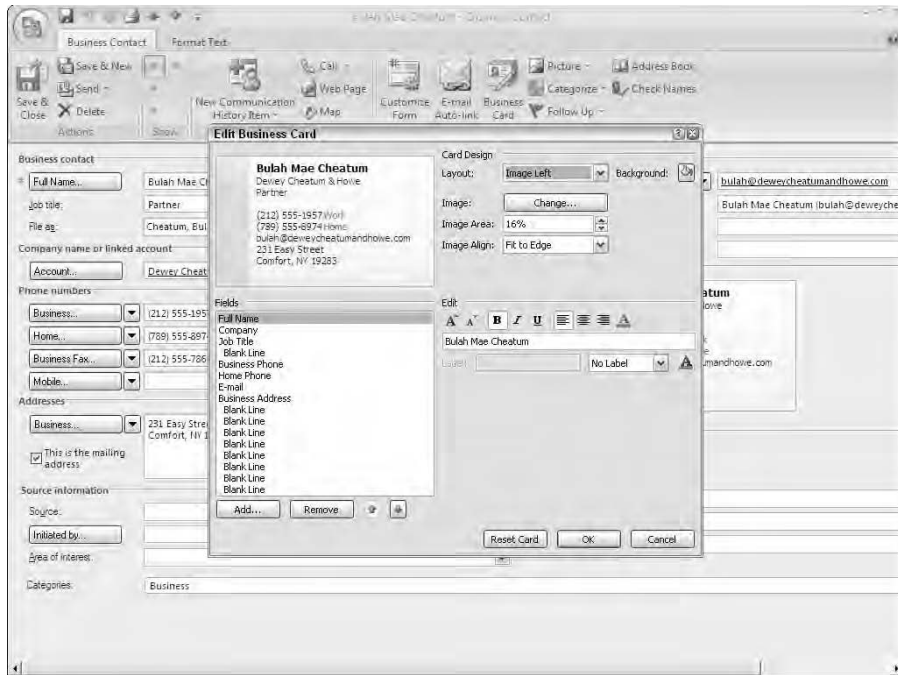 Bulah Mae Cheatum - Business Contact
Business Contact
Format Text
Save & Close
Save & New
Send
Delete
Actions
Show
New Communication History Item
Call
Web Page
Map
Customize Form
E-mail Auto-link
Business Card
Picture
Categorize
Follow Up
Address Book
Check Names
Business contact
Full Name...
Bulah Mae
Job title:
Partner
File as:
Cheatum, Bul
Company name or linked account
Account...
Dewey Cheat
Phone numbers
Business...
(212) 555-195
Home...
(789) 555-897
Business Fax...
(212) 555-786
Mobile...
Addresses
Business...
231 Easy Stre
Comfort, NY 1
This is the mailing address
Source information
Source:
Initiated by...
Area of interest:
Categories:
Business
Edit Business Card
Bulah Mae Cheatum
Dewey Cheatum & Howe
Partner
(212) 555-1957 Work
(789) 555-8974 Home
bulah@deweycheatumandhowe.com
231 Easy Street
Comfort, NY 19283
Card Design
Layout:
Image Left
Background:
Image:
Change...
Image Area:
16%
Image Align:
Fit to Edge
Fields
Full Name
Company
Job Title
Blank Line
Business Phone
Home Phone
E-mail
Business Address
Blank Line
Blank Line
Blank Line
Blank Line
Blank Line
Blank Line
Blank Line
Blank Line
Add...
Remove
Edit
B I U
Bulah Mae Cheatum
Label:
No Label
Reset Card
OK
Cancel
bulah@deweycheatumandhowe.com
Bulah Mae Cheatum (bulah@deweyche
atum
owe
umandhowe.com